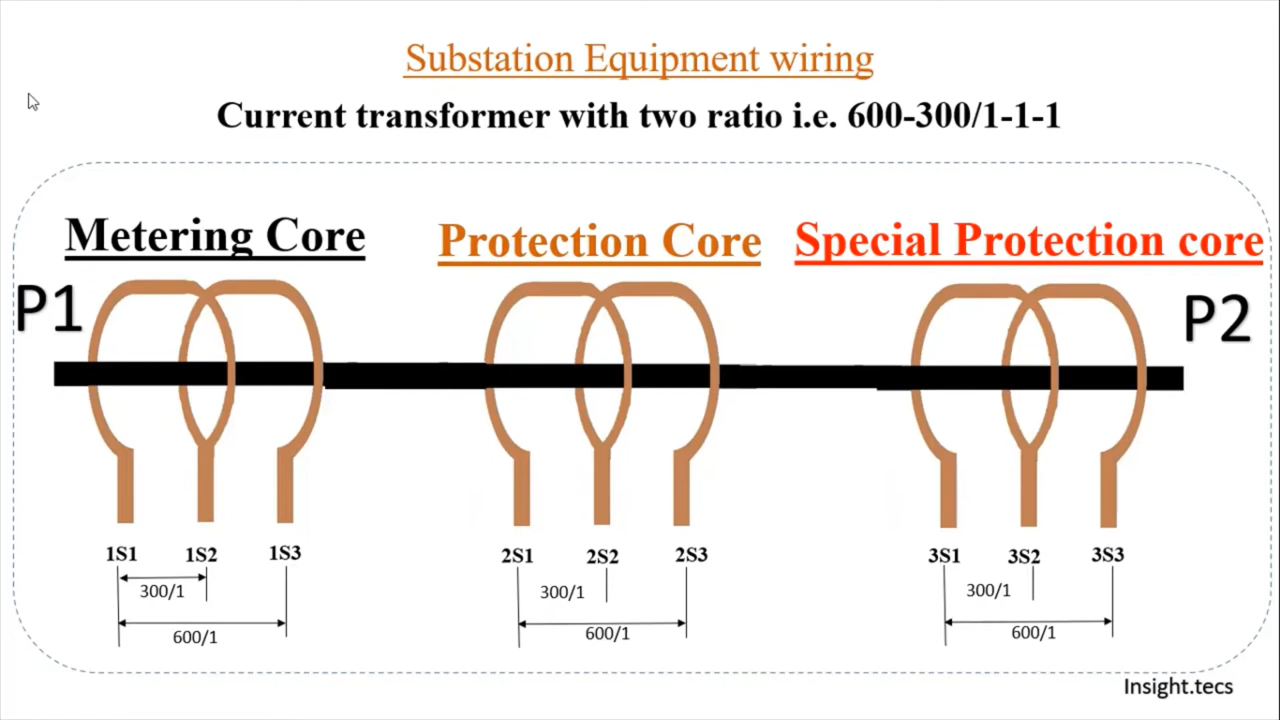 Substation Equipment wiring
Current transformer with two ratio i.e. 600-300/1-1-1
Metering Core
Protection Core
Special Protection core
P1
P2
1S1 1S2 1S3
2S1 2S2 2S3
3S1 3S2 3S3
300/1
300/1
300/1
600/1
600/1
600/1
Insight.tecs